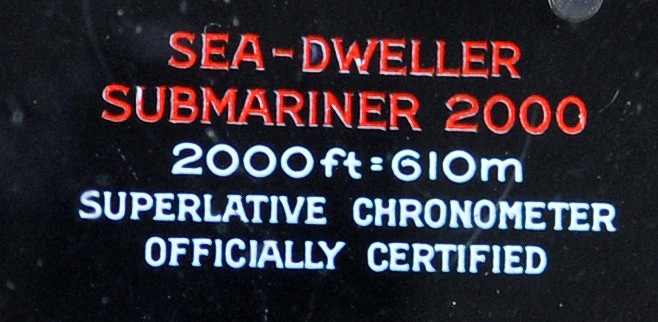 SEA-DWELLER
SUBMARINER 2000
2000ft=610m
SUPERLATIVE CHRONOMETER
OFFICIALLY CERTIFIED